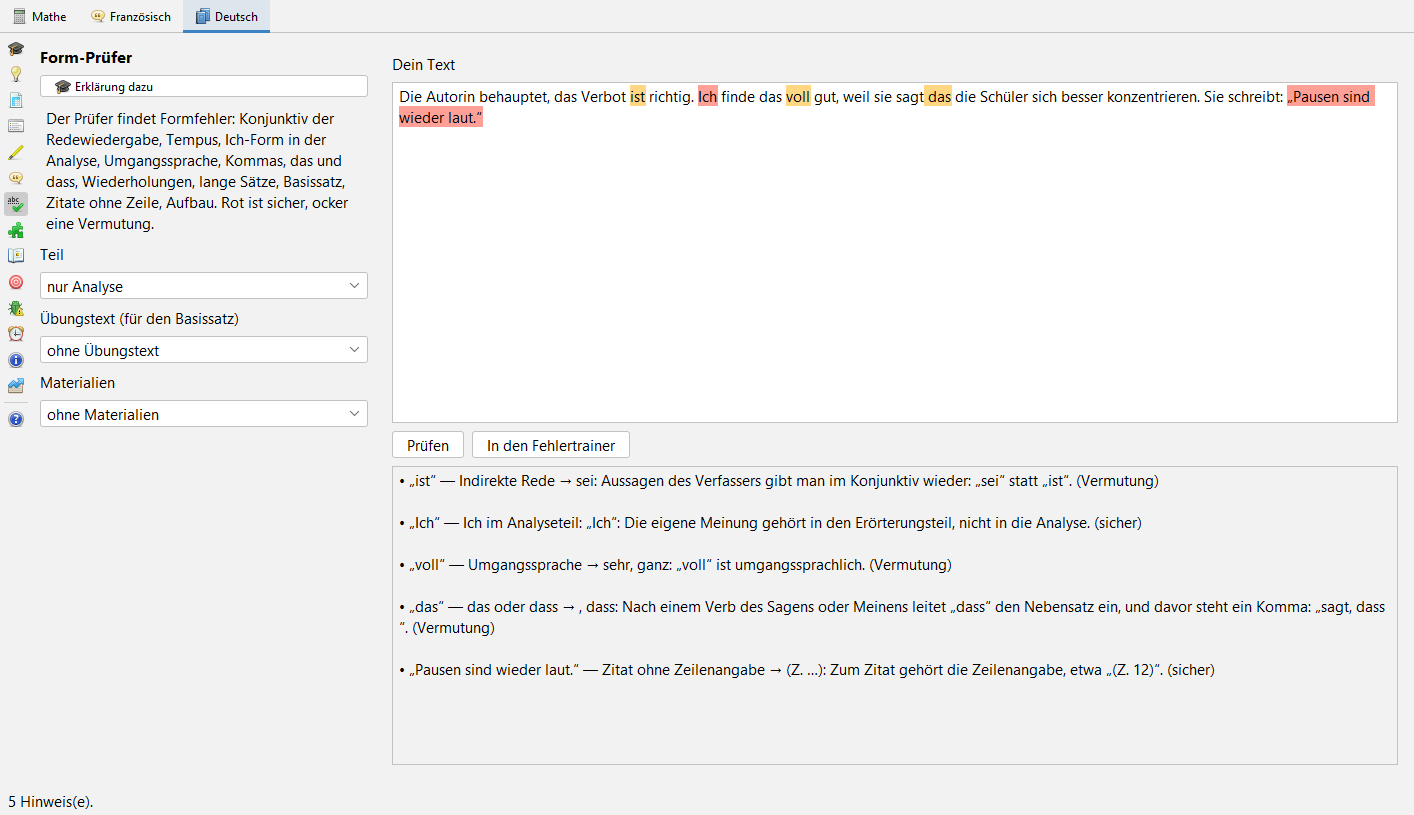 Mathe
Französisch
Deutsch
Form-Prüfer
Erklärung dazu
Der Prüfer findet Formfehler: Konjunktiv der
Redewiedergabe, Tempus, Ich-Form in der
Analyse, Umgangssprache, Kommas, das und
dass, Wiederholungen, lange Sätze, Basissatz,
Zitate ohne Zeile, Aufbau. Rot ist sicher, ocker
eine Vermutung.
Teil
nur Analyse
Übungstext (für den Basissatz)
ohne Übungstext
Materialien
ohne Materialien
Dein Text
Die Autorin behauptet, das Verbot ist richtig. Ich finde das voll gut, weil sie sagt das die Schüler sich besser konzentrieren. Sie schreibt: „Pausen sind
wieder laut.“
Prüfen
In den Fehlertrainer
• „ist“ — Indirekte Rede → sei: Aussagen des Verfassers gibt man im Konjunktiv wieder: „sei“ statt „ist“. (Vermutung)
• „Ich“ — Ich im Analyseteil: „Ich“: Die eigene Meinung gehört in den Erörterungsteil, nicht in die Analyse. (sicher)
• „voll“ — Umgangssprache → sehr, ganz: „voll“ ist umgangssprachlich. (Vermutung)
• „das“ — das oder dass → , dass: Nach einem Verb des Sagens oder Meinens leitet „dass“ den Nebensatz ein, und davor steht ein Komma: „sagt, dass
“. (Vermutung)
• „Pausen sind wieder laut.“ — Zitat ohne Zeilenangabe → (Z. …): Zum Zitat gehört die Zeilenangabe, etwa „(Z. 12)“. (sicher)
5 Hinweis(e).